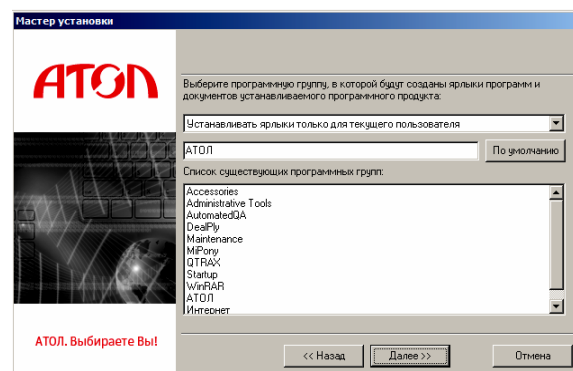 Мастер установки
АТОЛ
Выберите программную группу, в которой будут созданы ярлыки программ и
документов устанавливаемого программного продукта:
Устанавливать ярлыки только для текущего пользователя
АТОЛ
По умолчанию
Список существующих программных групп:
Accessories
Administrative Tools
AutomatedQA
DealPly
Maintenance
MiPony
QTRAX
Startup
WinRAR
АТОЛ
Интернет
АТОЛ. Выбираете Вы!
<< Назад
Далее >>
Отмена